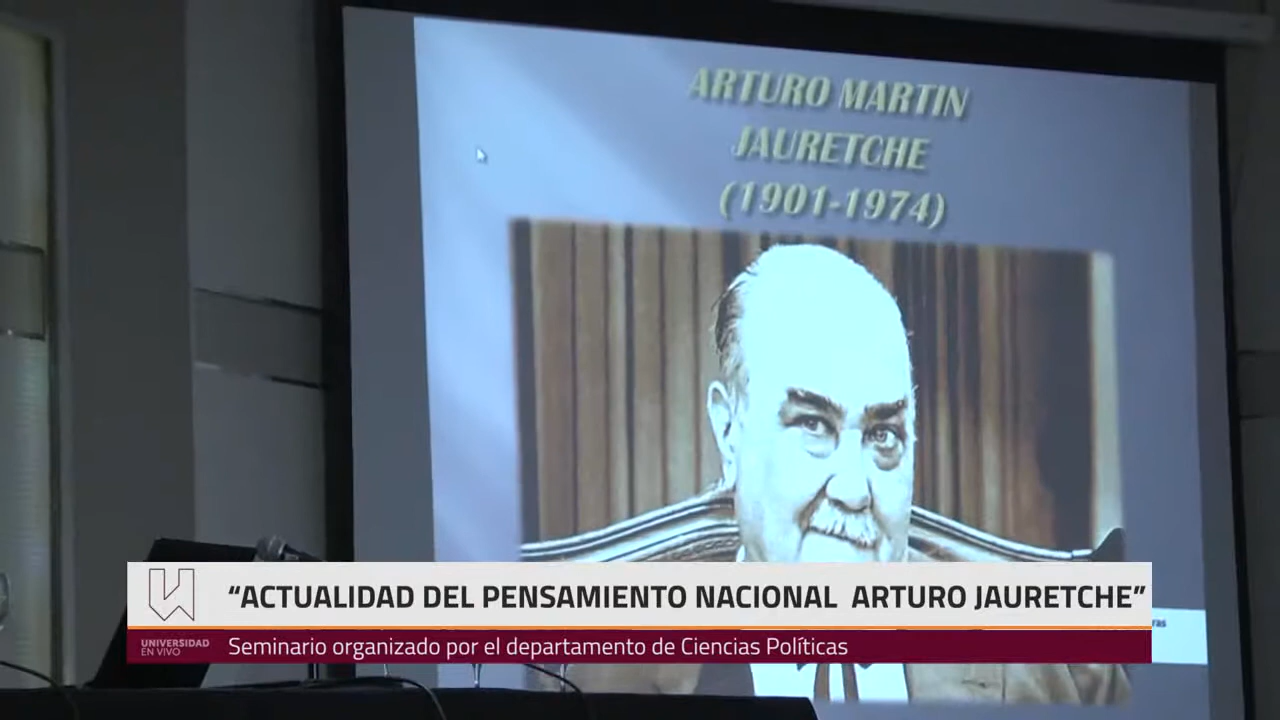 ARTURO MARTIN
JAURETCHE
(1901-1974)
“ACTUALIDAD DEL PENSAMIENTO NACIONAL ARTURO JAURETCHE”
UNIVERSIDAD
EN VIVO
Seminario organizado por el departamento de Ciencias Políticas